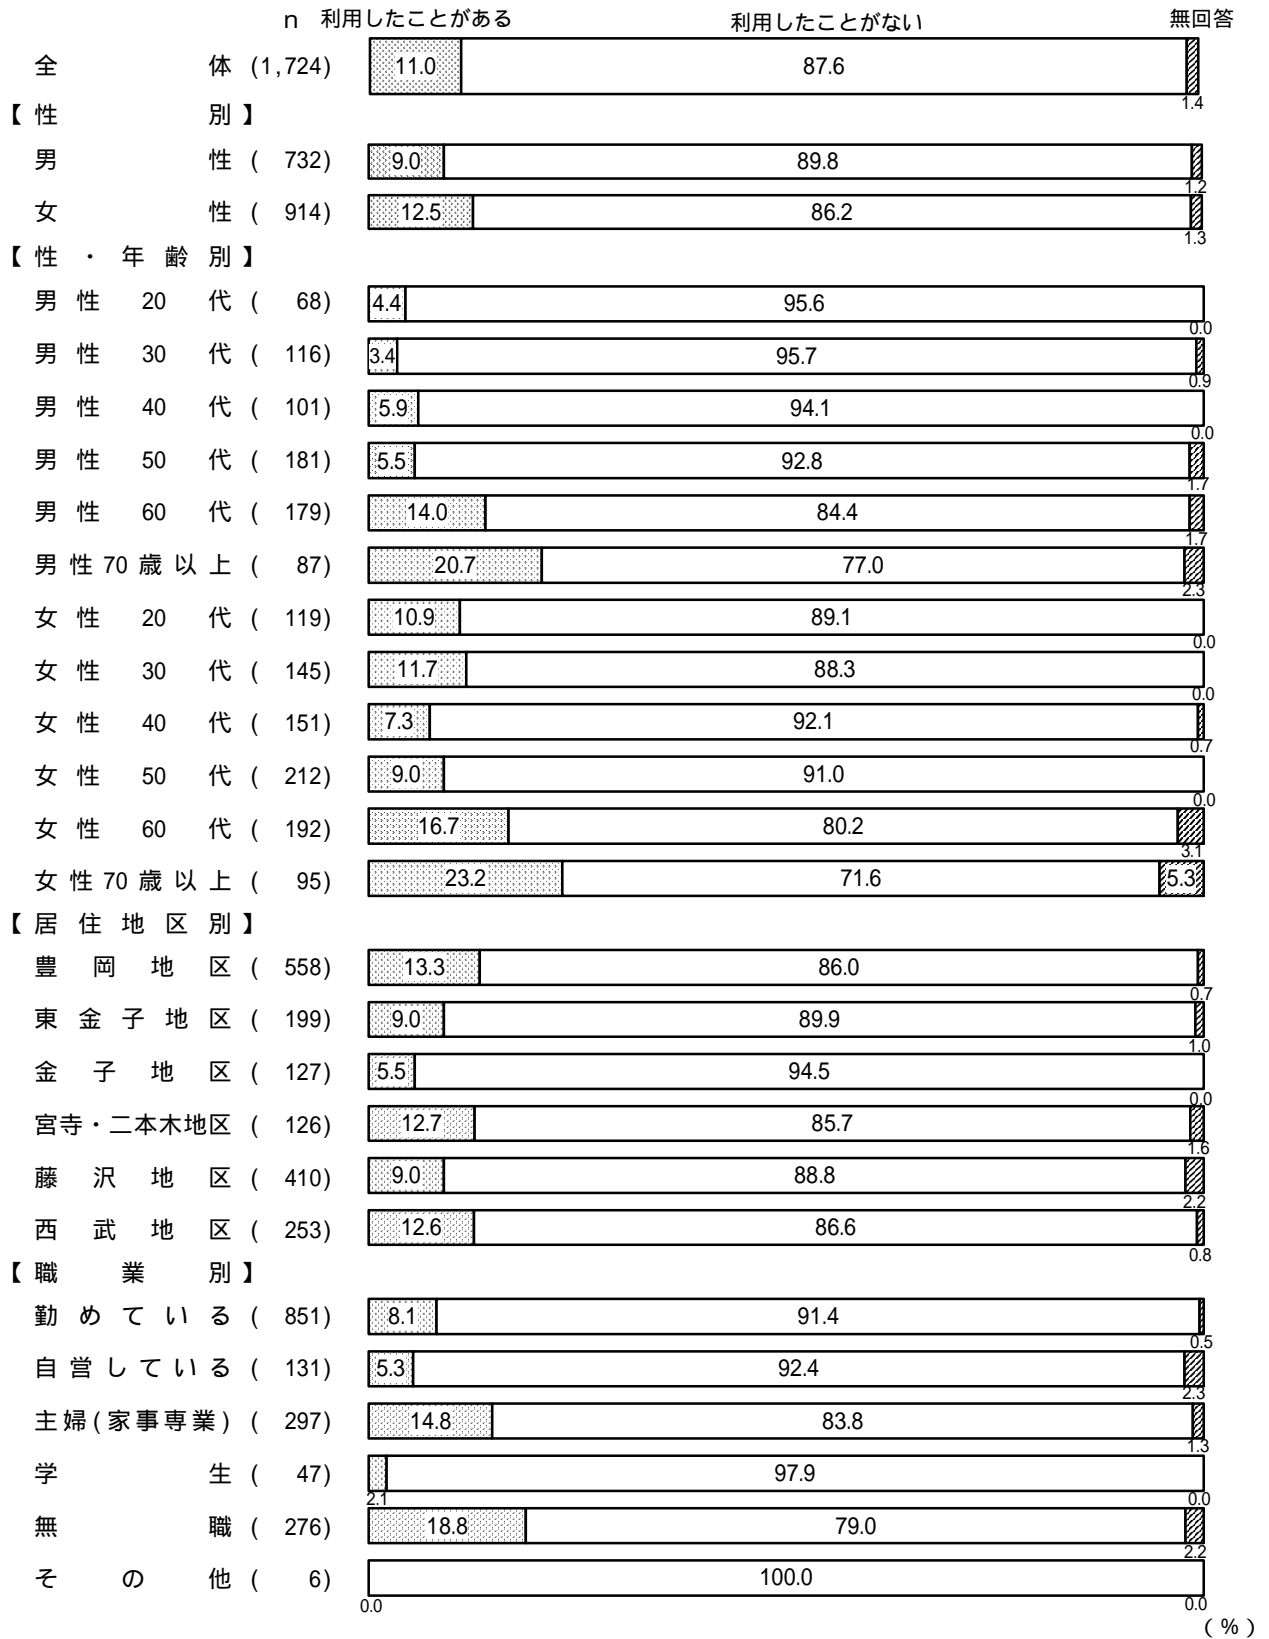 n 利用したことがある 利用したことがない 無回答
全体 (1,724) 11.0 87.6 1.4
【性別】
男性 ( 732) 9.0 89.8 1.2
女性 ( 914) 12.5 86.2 1.3
【性・年齢別】
男性 20 代 ( 68) 4.4 95.6 0.0
男性 30 代 ( 116) 3.4 95.7 0.9
男性 40 代 ( 101) 5.9 94.1 0.0
男性 50 代 ( 181) 5.5 92.8 1.7
男性 60 代 ( 179) 14.0 84.4 1.7
男性 70 歳以上 ( 87) 20.7 77.0 2.3
女性 20 代 ( 119) 10.9 89.1 0.0
女性 30 代 ( 145) 11.7 88.3 0.0
女性 40 代 ( 151) 7.3 92.1 0.7
女性 50 代 ( 212) 9.0 91.0 0.0
女性 60 代 ( 192) 16.7 80.2 3.1
女性 70 歳以上 ( 95) 23.2 71.6 5.3
【居住地区別】
豊岡地区 ( 558) 13.3 86.0 0.7
東金子地区 ( 199) 9.0 89.9 1.0
金子地区 ( 127) 5.5 94.5 0.0
宮寺・二本木地区 ( 126) 12.7 85.7 1.6
藤沢地区 ( 410) 9.0 88.8 2.2
西武地区 ( 253) 12.6 86.6 0.8
【職業別】
勤めている ( 851) 8.1 91.4 0.5
自営している ( 131) 5.3 92.4 2.3
主婦(家事専業) ( 297) 14.8 83.8 1.3
学生 ( 47) 2.1 97.9 0.0
無職 ( 276) 18.8 79.0 2.2
その他 ( 6) 0.0 100.0 0.0
(%)